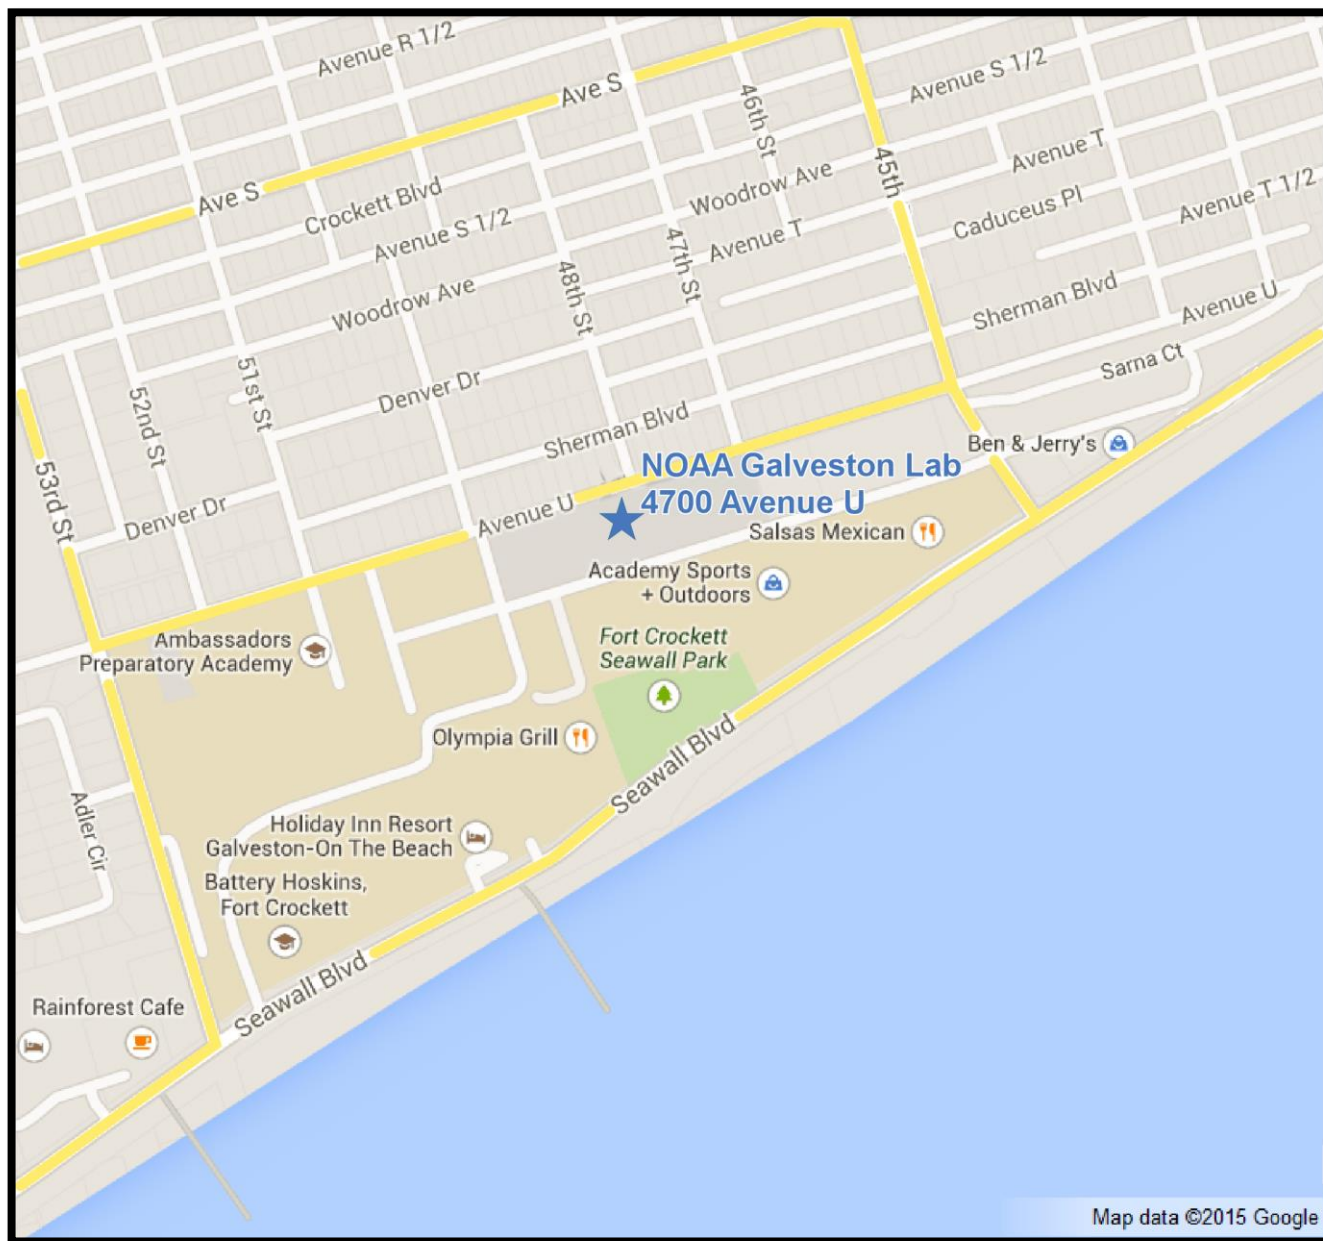 Avenue R 1/2
Ave S
46th St
Avenue S 1/2
45th
Avenue T
Ave S
Crockett Blvd
Woodrow Ave
Caduceus Pl
Avenue T 1/2
Avenue S 1/2
47th St
Avenue T
Woodrow Ave
48th St
Sherman Blvd
Avenue U
Sarna Ct
51st St
Denver Dr
52nd St
Sherman Blvd
Ben & Jerry's
53rd St
Denver Dr
Avenue U
NOAA Galveston Lab
4700 Avenue U
Salsas Mexican
Academy Sports
+ Outdoors
Ambassadors
Preparatory Academy
Fort Crockett
Seawall Park
Olympia Grill
Seawall Blvd
Adler Cir
Holiday Inn Resort
Galveston-On The Beach
Battery Hoskins,
Fort Crockett
Seawall Blvd
Rainforest Cafe
Map data ©2015 Google